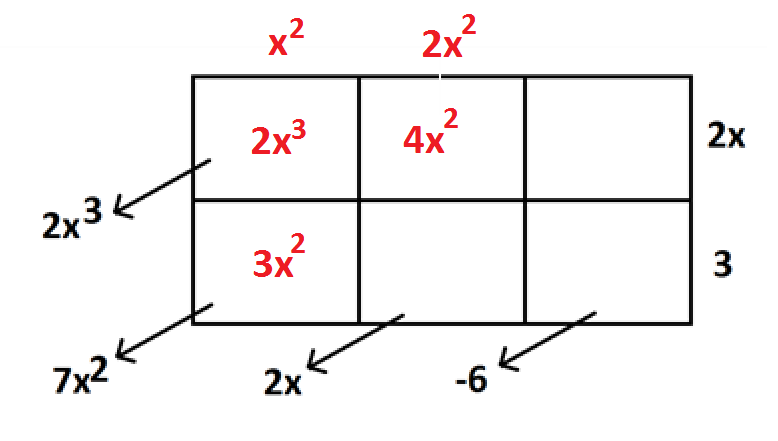 x² 2x²
2x³ 4x² 2x
2x³
3x² 3
7x² 2x -6